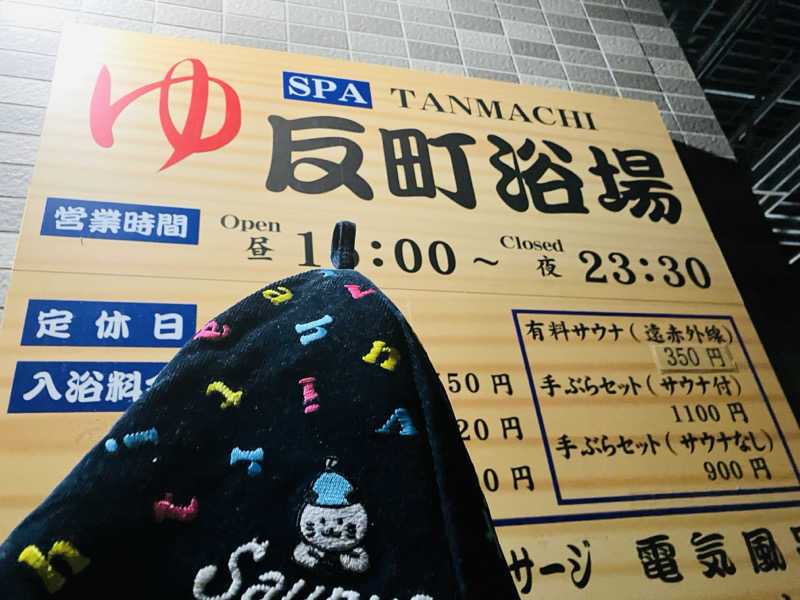 ゆ
SPA TANMACHI
反町浴場
営業時間 Open 昼 :00 ~ Closed 夜 23:30
定休日
入浴料
50円
20円
0円
有料サウナ(遠赤外線)
350円
手ぶらセット(サウナ付)
1100円
手ぶらセット(サウナなし)
900円
サージ 電気風